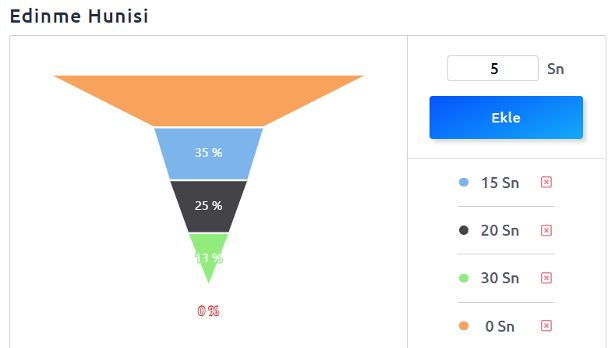 Edinme Hunisi
5 Sn
Ekle
35 %
25 %
13 %
0%
15 Sn
20 Sn
30 Sn
0 Sn